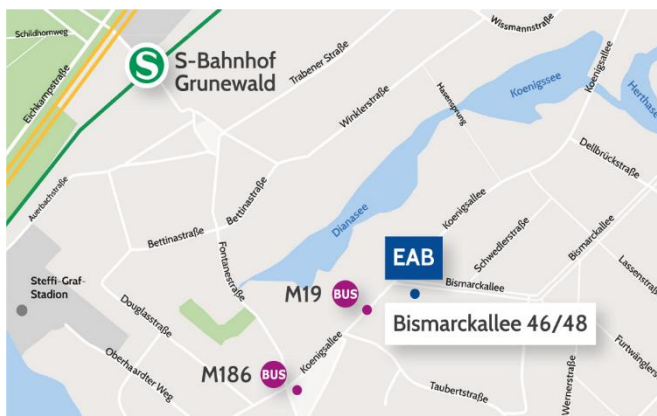 Schildhornweg
Eichkampstraße
S
S-Bahnhof
Grunewald
Trabener Straße
Wissmannstraße
Koenigssee
Koenigsallee
Herthasee
Winklerstraße
Hasensprung
Dellbrückstraße
Auerbachstraße
Bettinastraße
Bettinastraße
Dianasee
Koenigsallee
Fontanestraße
Schwedlerstraße
Bismarckallee
Lassenstraße
Steffi-Graf-
Stadion
EAB
M19
BUS
Bismarckallee
Douglasstraße
Bismarckallee 46/48
Oberhaardter Weg
Koenigsallee
M186
BUS
Taubertstraße
Wernerstraße